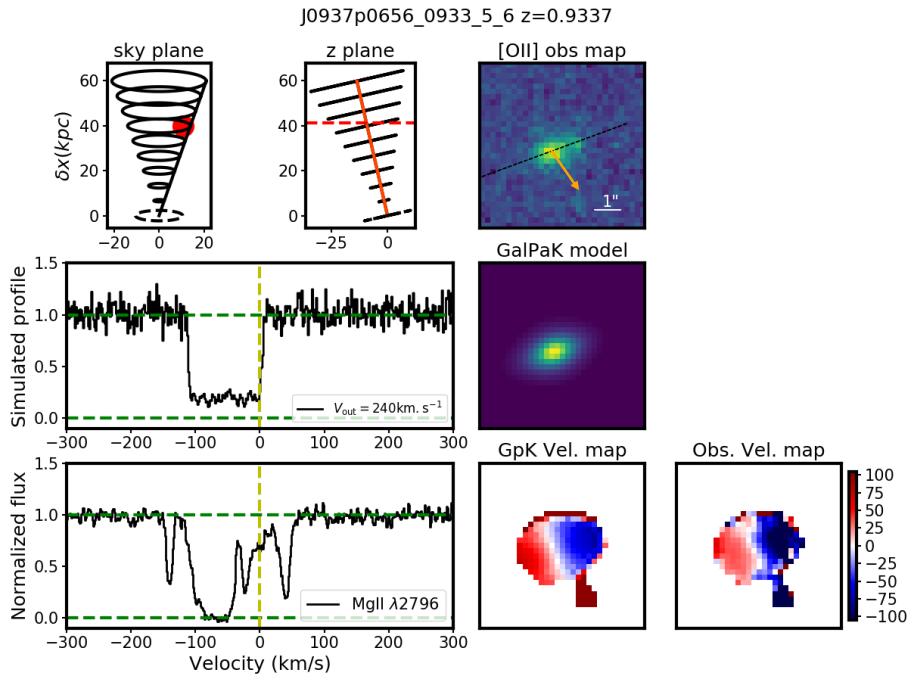 J0937p0656_0933_5_6 z=0.9337
sky plane
z plane
[OII] obs map
60
40
20
0
δx(kpc)
−20 0 20
60
40
20
0
−25 0
1"
GalPaK model
1.5
1.0
0.5
0.0
Simulated profile
V_out = 240km.s⁻¹
−300 −200 −100 0 100 200 300
GpK Vel. map
Obs. Vel. map
1.5
1.0
0.5
0.0
Normalized flux
MgII λ2796
−300 −200 −100 0 100 200 300
Velocity (km/s)
100
75
50
25
0
−25
−50
−75
−100